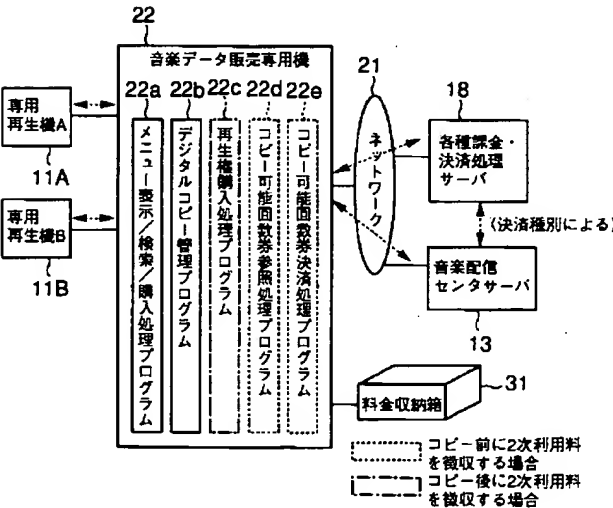 22
音楽データ販売専用機
22a 22b 22c 22d 22e
メニュー表示/検索/購入処理プログラム
デジタルコピー管理プログラム
再生権購入処理プログラム
コピー可能回数券参照処理プログラム
コピー可能回数券決済処理プログラム
専用
再生機A
11A
専用
再生機B
11B
21
ネットワーク
18
各種課金・
決済処理
サーバ
(決済種別による)
音楽配信
センタサーバ
13
31
料金収納箱
コピー前に2次利用料
を徴収する場合
コピー後に2次利用料
を徴収する場合